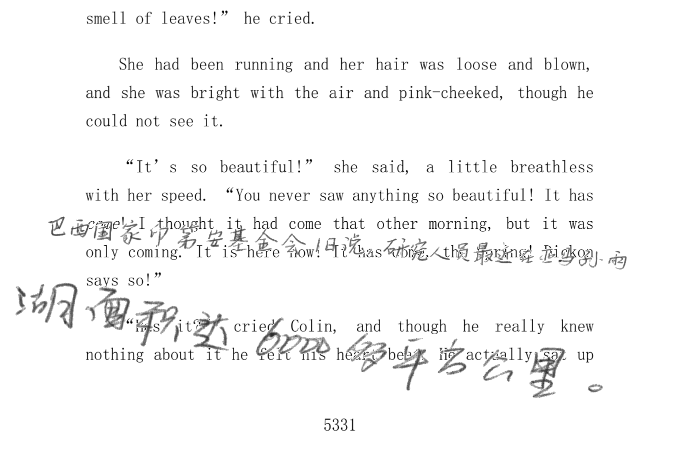 smell of leaves!” he cried.
She had been running and her hair was loose and blown,
and she was bright with the air and pink-cheeked, though he
could not see it.
“It’s so beautiful!” she said, a little breathless
with her speed. “You never saw anything so beautiful! It has
come! I thought it had come that other morning, but it was
巴西国家印第安基金会1日说,研究人员最近在亚马孙雨
only coming. It is here now! It has come, the Spring! Dickon
says so!”
湖面积达6000多平方公里。
“Has it?” cried Colin, and though he really knew
nothing about it he felt his heart beat. He actually sat up
5331